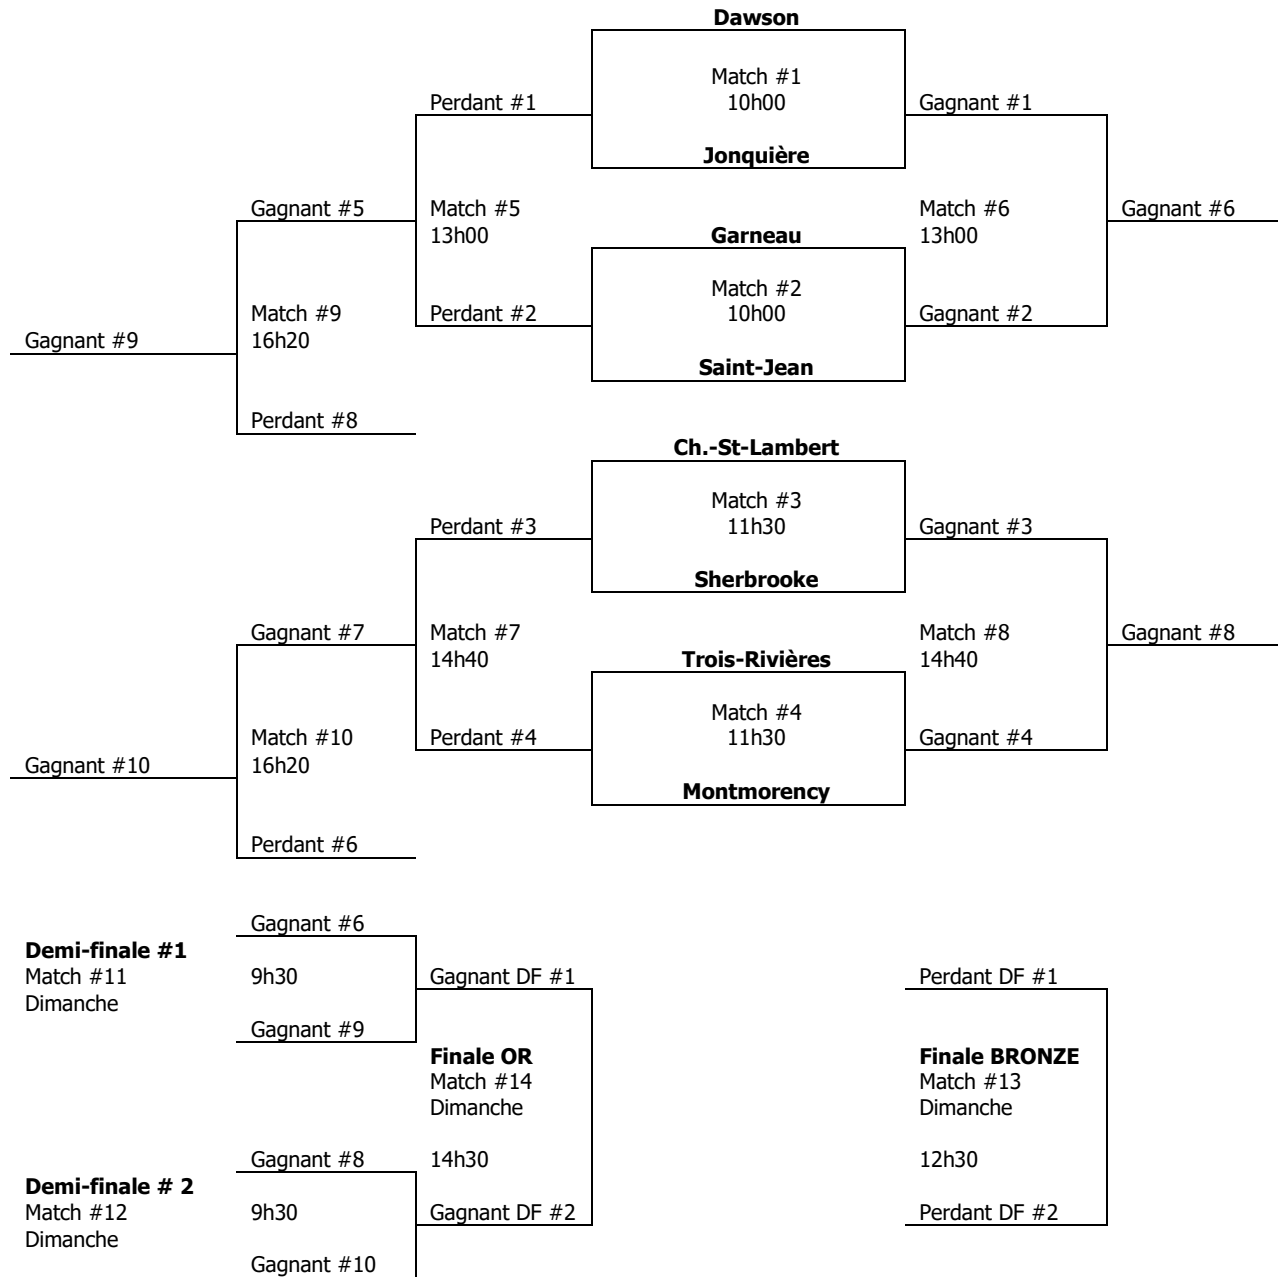 Dawson
Match #1
Perdant #1
10h00
Gagnant #1
Jonquière
Gagnant #5
Match #5
Match #6
Gagnant #6
13h00
Garneau
13h00
Match #2
Match #9
Perdant #2
10h00
Gagnant #2
Gagnant #9
16h20
Saint-Jean
Perdant #8
Ch.-St-Lambert
Match #3
Perdant #3
11h30
Gagnant #3
Sherbrooke
Gagnant #7
Match #7
Match #8
Gagnant #8
14h40
Trois-Rivières
14h40
Match #4
Match #10
Perdant #4
11h30
Gagnant #4
Gagnant #10
16h20
Montmorency
Perdant #6
Gagnant #6
Demi-finale #1
Match #11
9h30
Gagnant DF #1
Perdant DF #1
Dimanche
Gagnant #9
Finale OR
Finale BRONZE
Match #14
Match #13
Dimanche
Dimanche
Gagnant #8
14h30
12h30
Demi-finale # 2
Match #12
9h30
Gagnant DF #2
Perdant DF #2
Dimanche
Gagnant #10